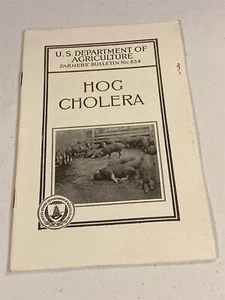 U. S. DEPARTMENT OF
AGRICULTURE
FARMERS' BULLETIN No. 834
HOG
CHOLERA